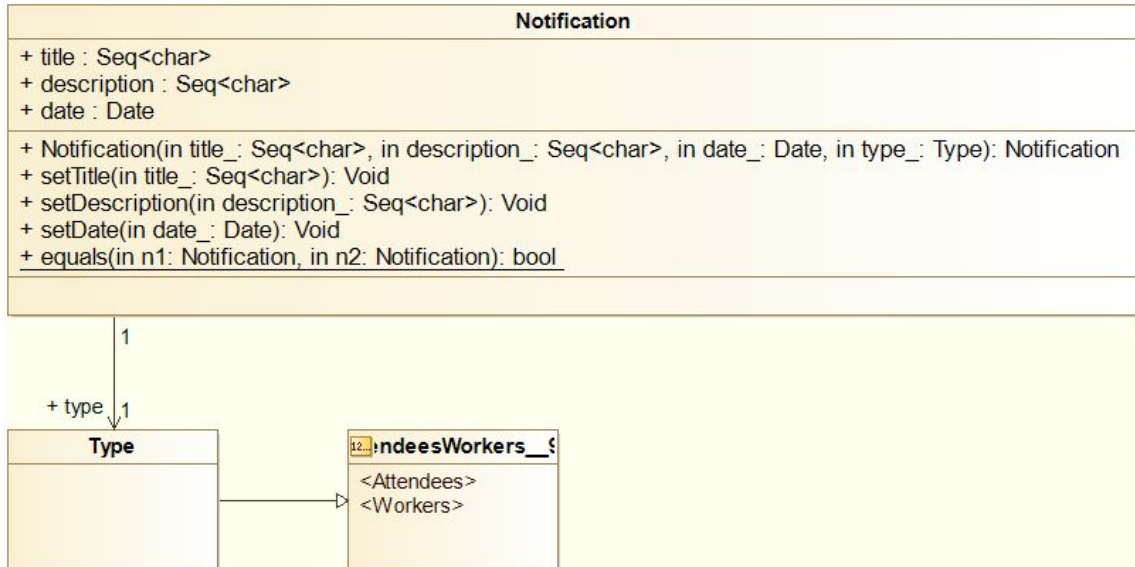 Notification
+ title : Seq<char>
+ description : Seq<char>
+ date : Date
+ Notification(in title_: Seq<char>, in description_: Seq<char>, in date_: Date, in type_: Type): Notification
+ setTitle(in title_: Seq<char>): Void
+ setDescription(in description_: Seq<char>): Void
+ setDate(in date_: Date): Void
+ equals(in n1: Notification, in n2: Notification): bool
1
+ type 1
Type
12... endeesWorkers__
<Attendees>
<Workers>